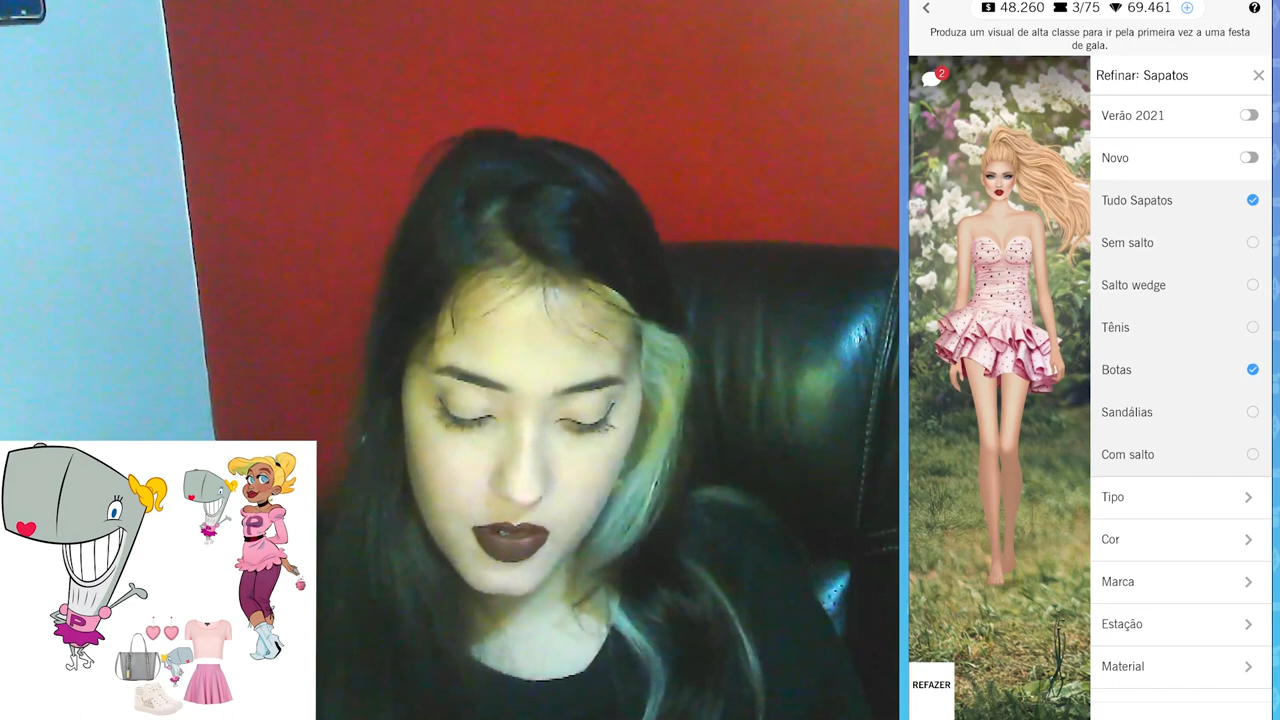 48.260 3/75 69.461
Produza um visual de alta classe para ir pela primeira vez a uma festa
de gala.
2
Refinar: Sapatos
Verão 2021
Novo
Tudo Sapatos
Sem salto
Salto wedge
Tênis
Botas
Sandálias
Com salto
Tipo
Cor
Marca
Estação
Material
REFAZER
P
P